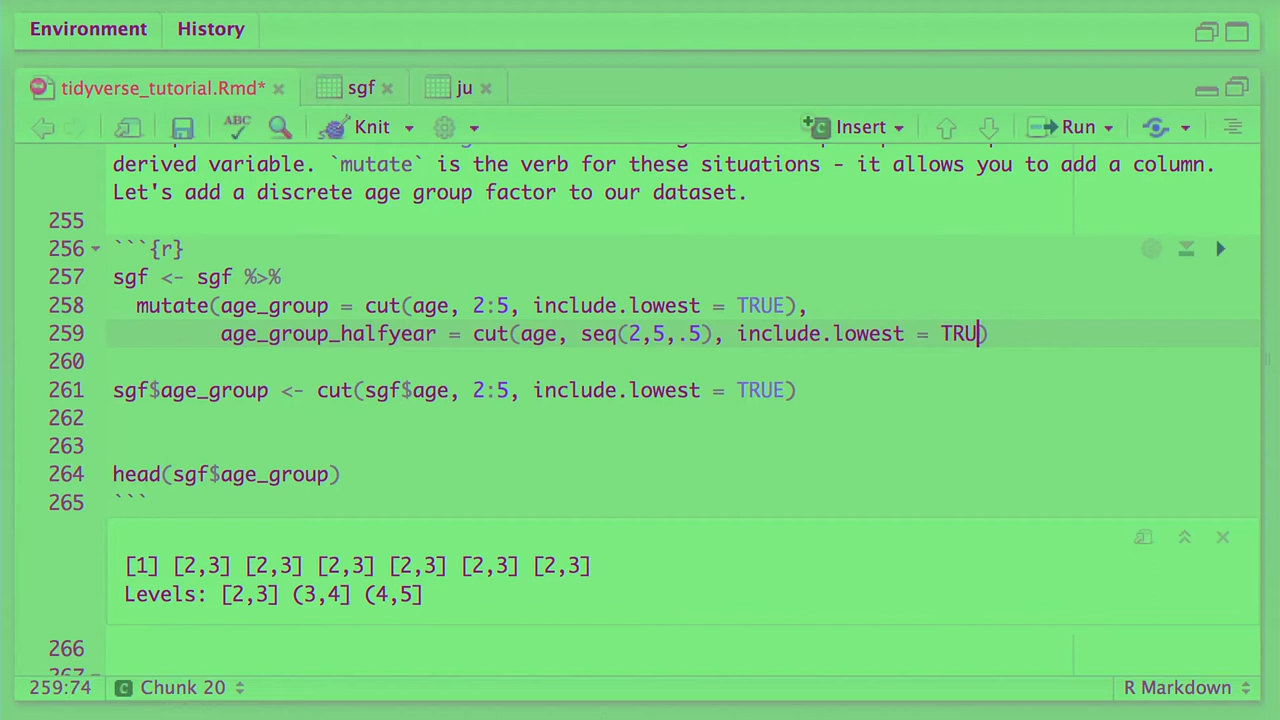 Environment History
tidyverse_tutorial.Rmd* sgf ju
ABC Knit Insert Run
derived variable. `mutate` is the verb for these situations - it allows you to add a column.
Let's add a discrete age group factor to our dataset.
255
256 ```{r}
257 sgf <- sgf %>%
258 mutate(age_group = cut(age, 2:5, include.lowest = TRUE),
259 age_group_halfyear = cut(age, seq(2,5,.5), include.lowest = TRU)
260
261 sgf$age_group <- cut(sgf$age, 2:5, include.lowest = TRUE)
262
263
264 head(sgf$age_group)
265 ```
[1] [2,3] [2,3] [2,3] [2,3] [2,3] [2,3]
Levels: [2,3] (3,4] (4,5]
266
259:74 C Chunk 20 R Markdown